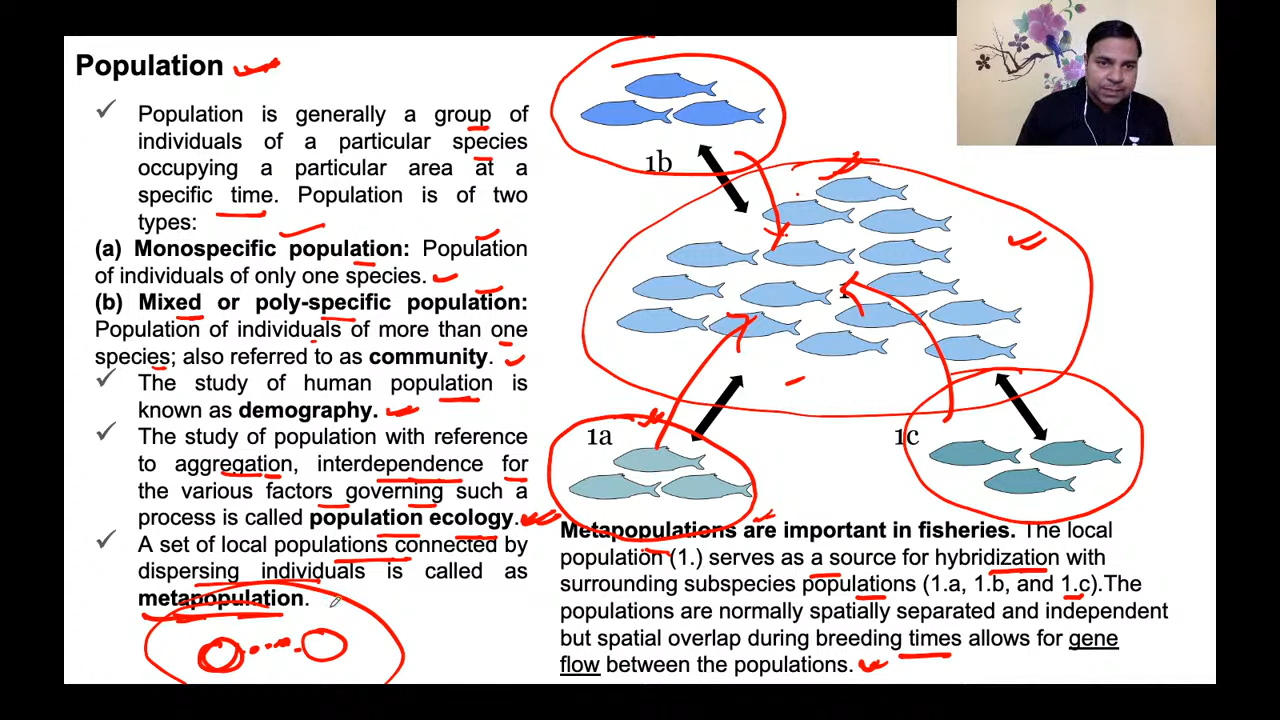 Population
Population is generally a group of
individuals of a particular species
occupying a particular area at a
specific time. Population is of two
types:
(a) Monospecific population: Population
of individuals of only one species.
(b) Mixed or poly-specific population:
Population of individuals of more than one
species; also referred to as community.
The study of human population is
known as demography.
The study of population with reference
to aggregation, interdependence for
the various factors governing such a
process is called population ecology.
A set of local populations connected by
dispersing individuals is called as
metapopulation.
1b
1
1a
1c
Metapopulations are important in fisheries. The local
population (1.) serves as a source for hybridization with
surrounding subspecies populations (1.a, 1.b, and 1.c).The
populations are normally spatially separated and independent
but spatial overlap during breeding times allows for gene
flow between the populations.